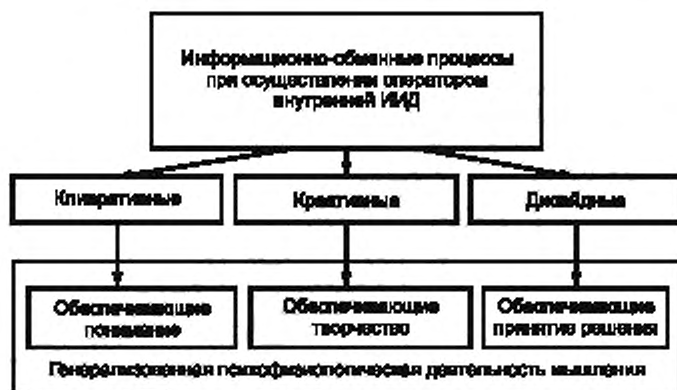 Информационно-обменные процессы
при осуществлении оператором
внутренней ИИД
Клиаративные
Креативные
Дисайдные
Обеспечивающие
понимание
Обеспечивающие
творчество
Обеспечивающие
принятие решения
Генерализованная психофизиологическая деятельность мышления